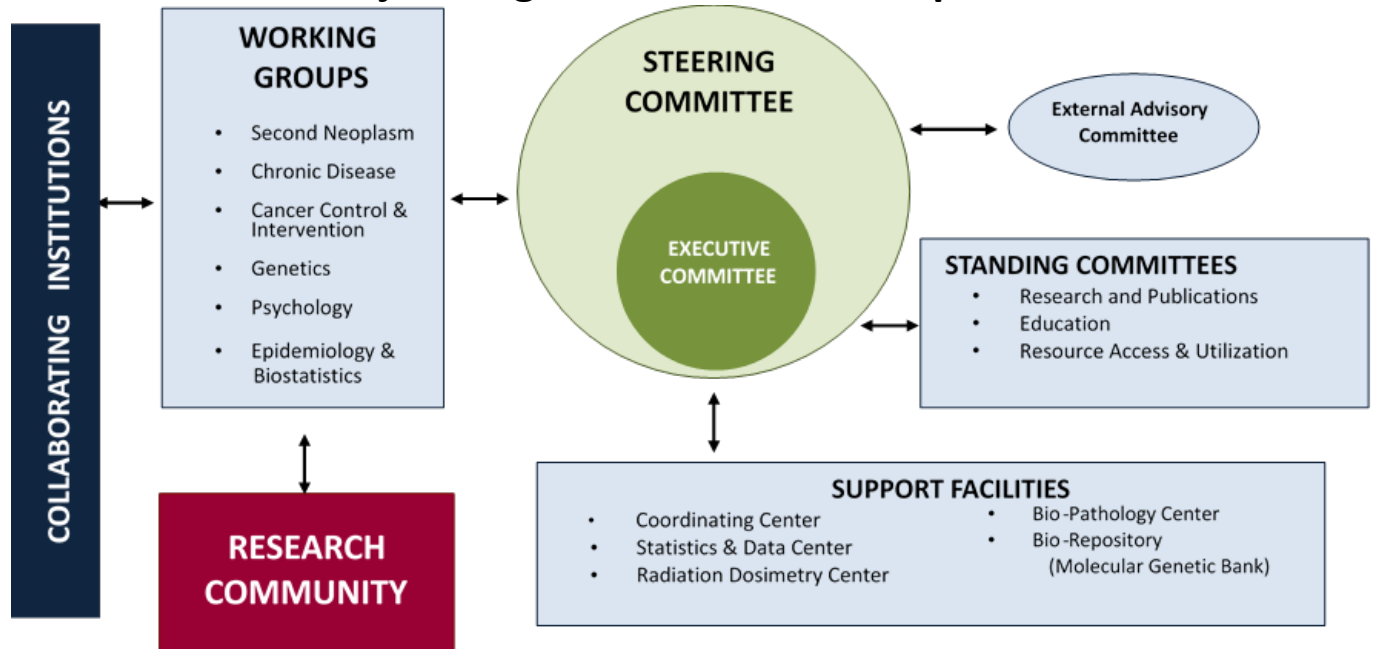 COLLABORATING INSTITUTIONS
WORKING
GROUPS
• Second Neoplasm
• Chronic Disease
• Cancer Control &
Intervention
• Genetics
• Psychology
• Epidemiology &
Biostatistics
RESEARCH
COMMUNITY
STEERING
COMMITTEE
EXECUTIVE
COMMITTEE
External Advisory
Committee
STANDING COMMITTEES
• Research and Publications
• Education
• Resource Access & Utilization
SUPPORT FACILITIES
• Coordinating Center
• Statistics & Data Center
• Radiation Dosimetry Center
• Bio-Pathology Center
• Bio-Repository
(Molecular Genetic Bank)